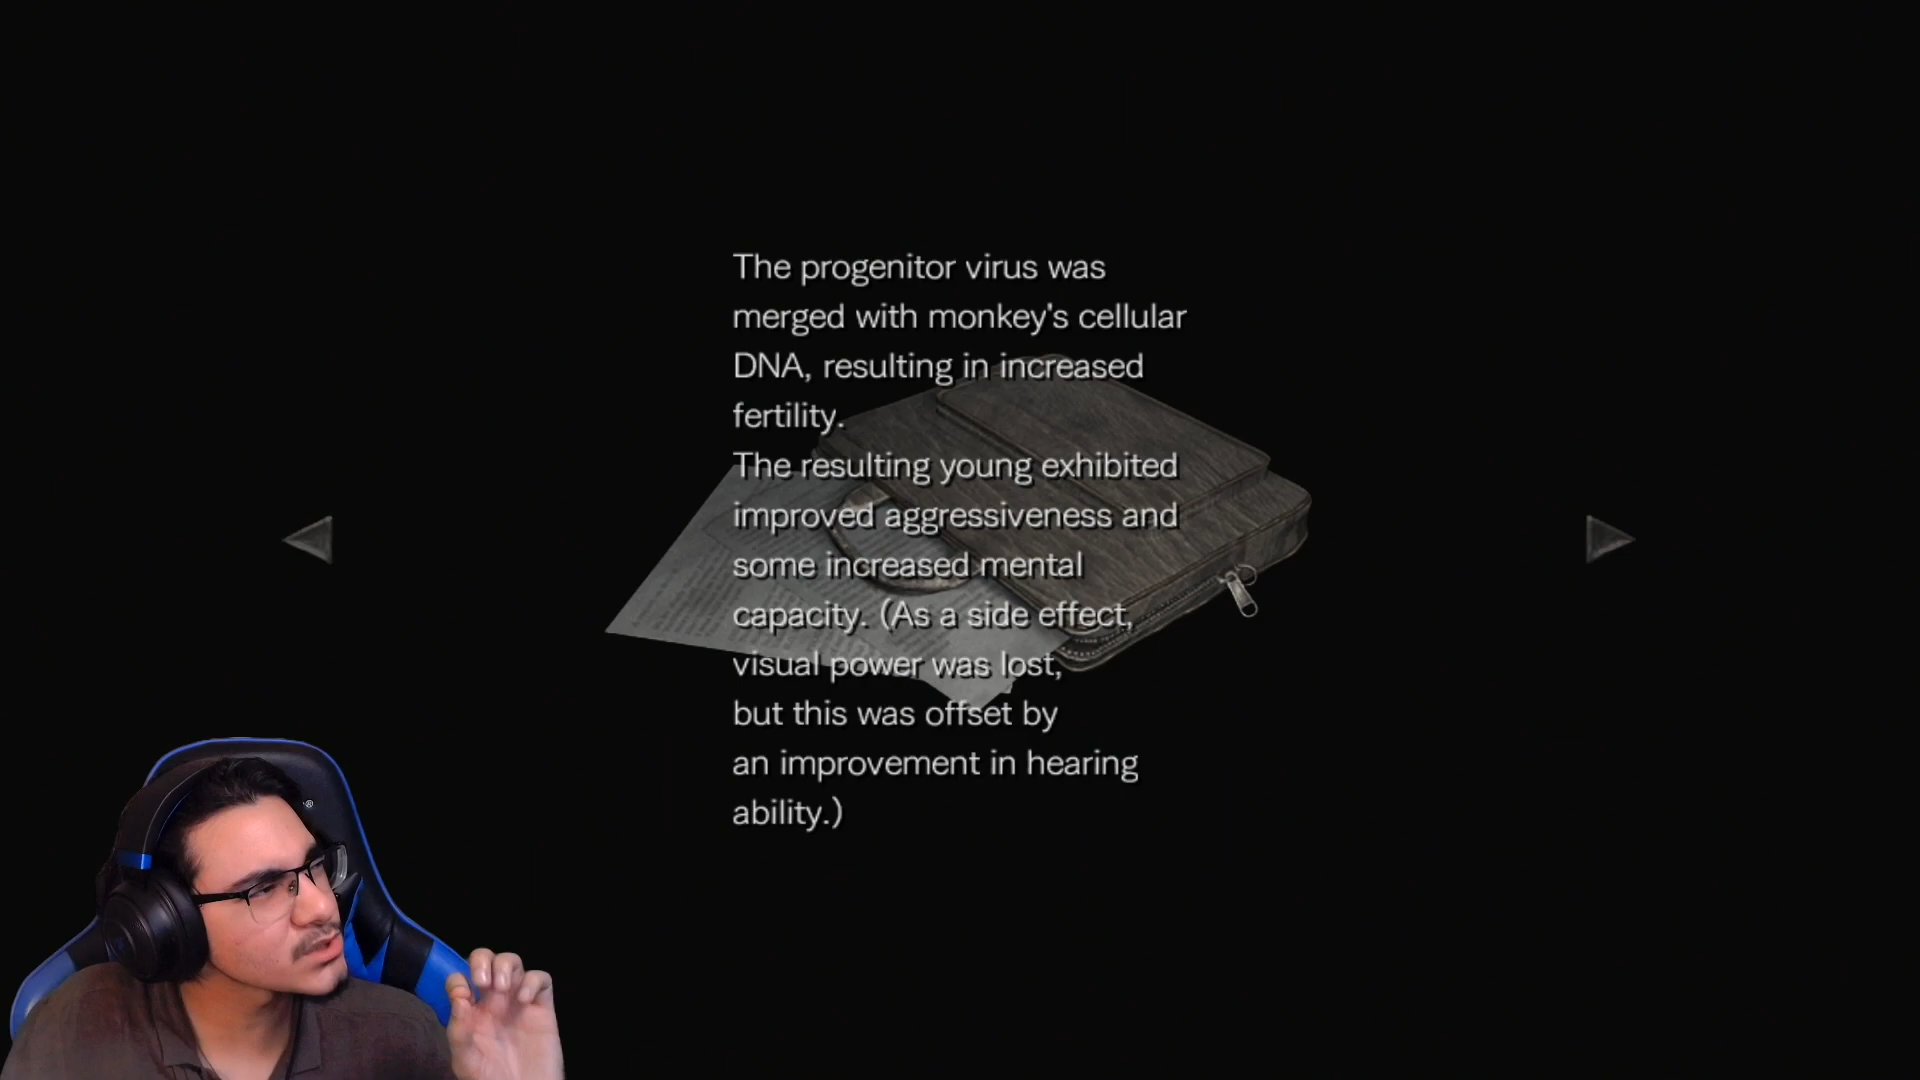 The progenitor virus was
merged with monkey's cellular
DNA, resulting in increased
fertility.
The resulting young exhibited
improved aggressiveness and
some increased mental
capacity. (As a side effect,
visual power was lost,
but this was offset by
an improvement in hearing
ability.)